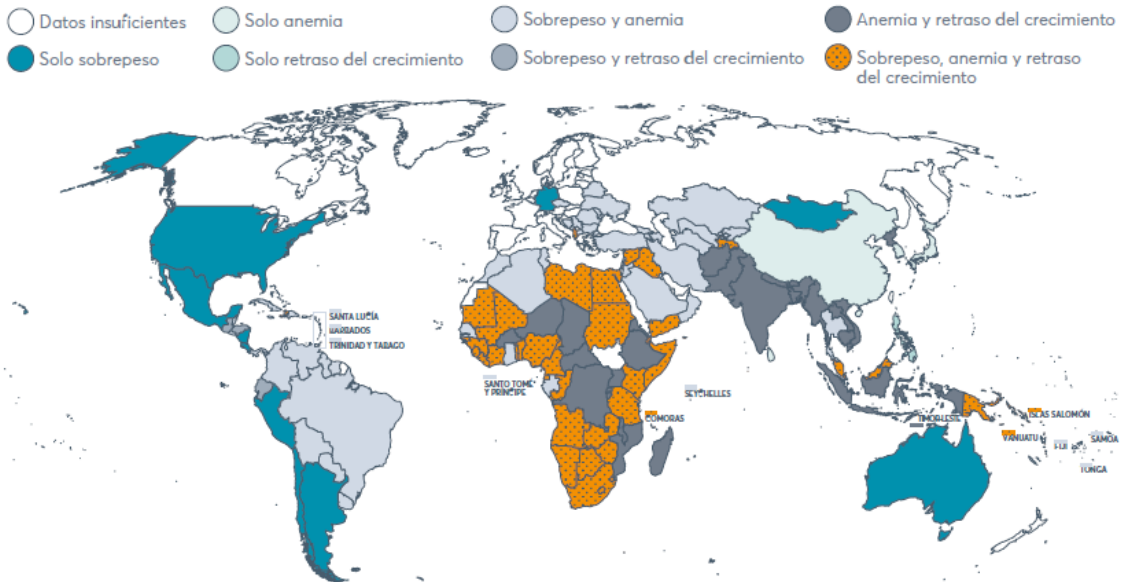 Datos insuficientes
Solo anemia
Sobrepeso y anemia
Anemia y retraso del crecimiento
Solo sobrepeso
Solo retraso del crecimiento
Sobrepeso y retraso del crecimiento
Sobrepeso, anemia y retraso
del crecimiento
SANTA LUCÍA
BARBADOS
TRINIDAD Y TABAGO
SANTO TOMÉ
Y PRÍNCIPE
SEYCHELLES
COMORAS
TIMOR-LESTE
ISLAS SALOMÓN
VANUATU
FIJI
SAMOA
TONGA